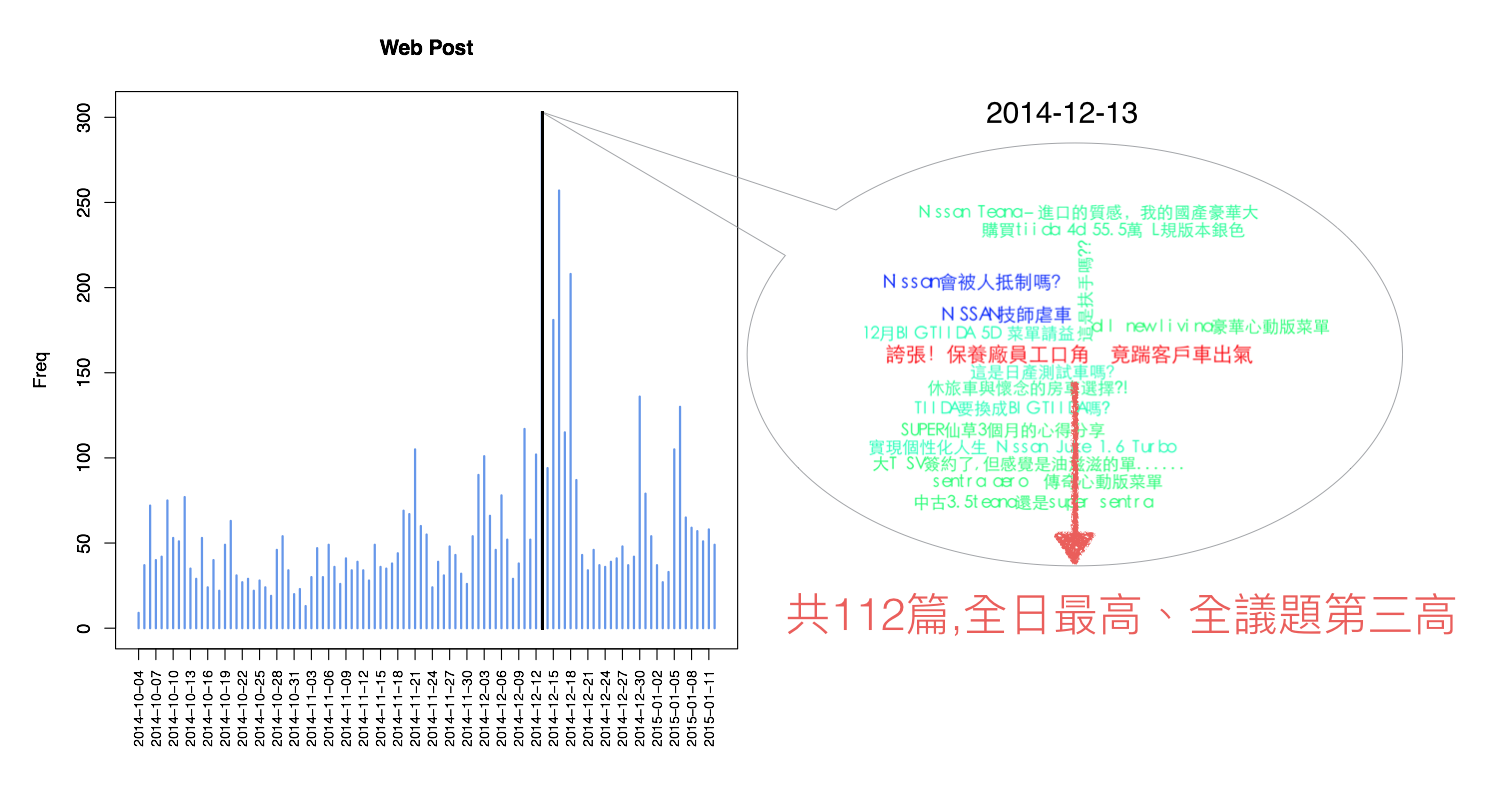 Web Post
Freq
300
250
200
150
100
50
0
2014-10-04
2014-10-07
2014-10-10
2014-10-13
2014-10-16
2014-10-19
2014-10-22
2014-10-25
2014-10-28
2014-10-31
2014-11-03
2014-11-06
2014-11-09
2014-11-12
2014-11-15
2014-11-18
2014-11-21
2014-11-24
2014-11-27
2014-11-30
2014-12-03
2014-12-06
2014-12-09
2014-12-12
2014-12-15
2014-12-18
2014-12-21
2014-12-24
2014-12-27
2014-12-30
2015-01-02
2015-01-05
2015-01-08
2015-01-11
2014-12-13
Nissan Teana-進口的質感, 我的國產豪華大
購買tiida 4d 55.5萬 L規版本銀色
這是扶手嗎??
Nissan會被人抵制嗎?
NISSAN技師虐車
12月BIGTIIDA 5D 菜單請益
newlivina豪華心動版菜單
誇張! 保養廠員工口角 竟踹客戶車出氣
這是日產測試車嗎?
休旅車與懷念的房車選擇?!
TIIDA要換成BIGTIIDA嗎?
SUPER仙草3個月的心得分享
實現個性化人生 Nissan Juke 1.6 Turbo
大T SV簽約了,但感覺是油滋滋的單......
sentra aero 傳奇心動版菜單
中古3.5teana還是super sentra
共112篇,全日最高、全議題第三高